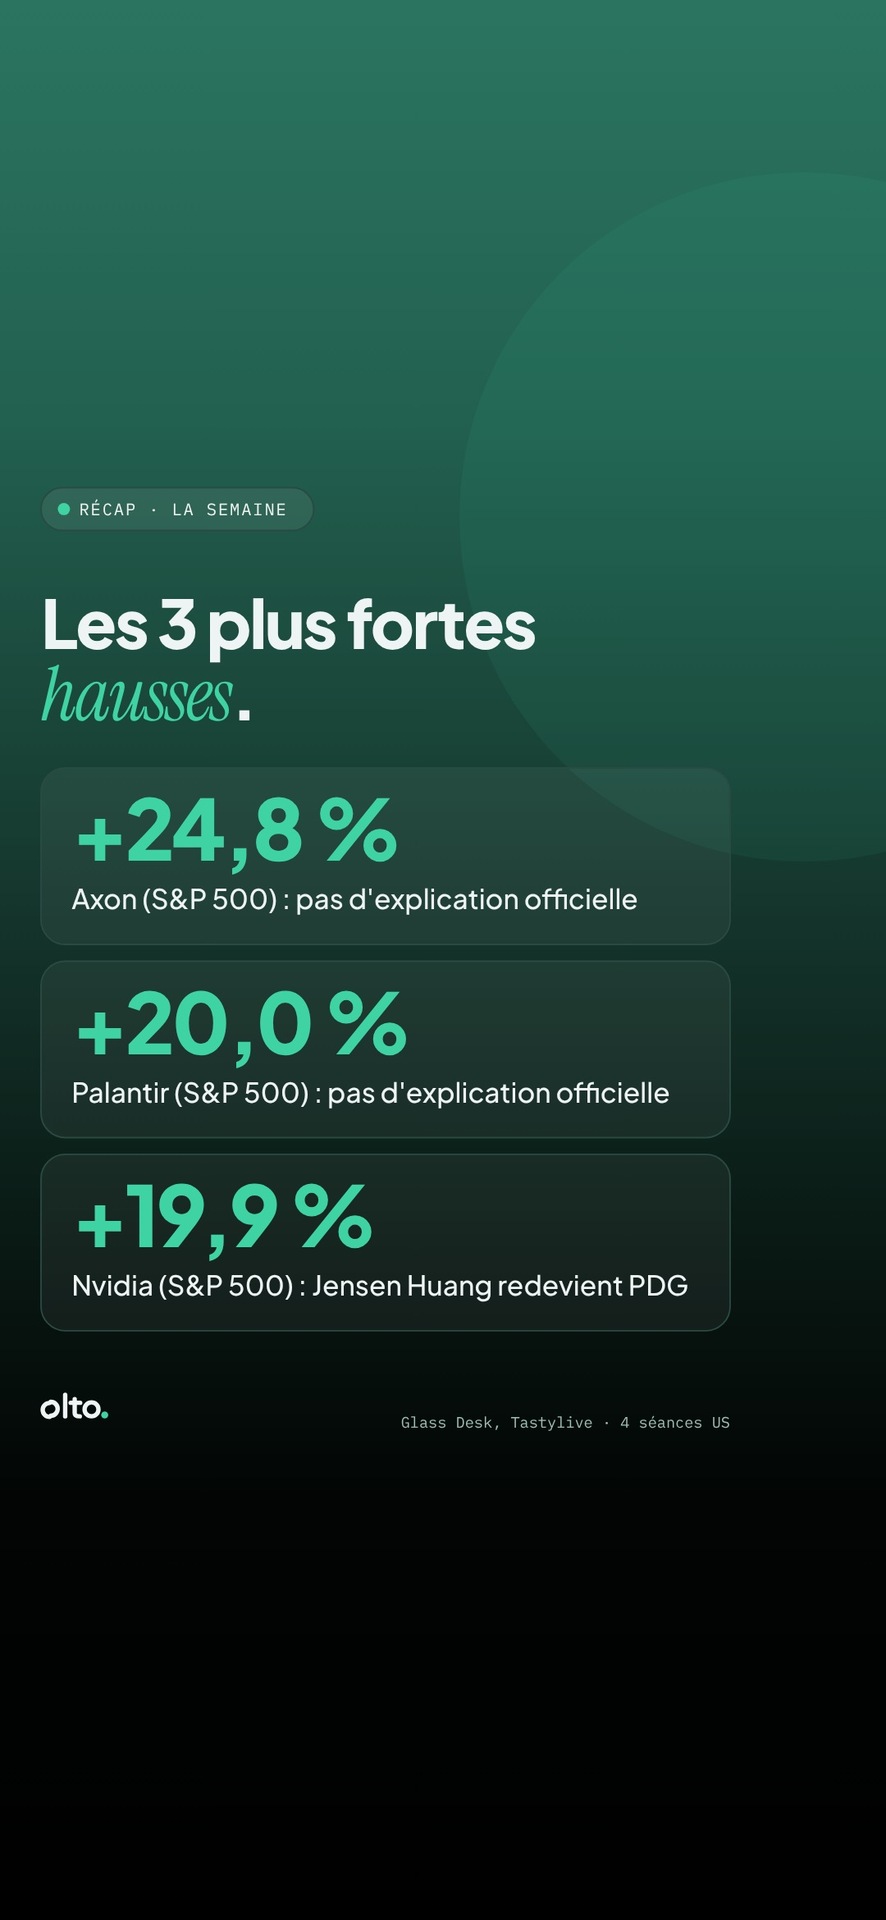 RÉCAP · LA SEMAINE
Les 3 plus fortes
hausses.
+24,8 %
Axon (S&P 500) : pas d'explication officielle
+20,0 %
Palantir (S&P 500) : pas d'explication officielle
+19,9 %
Nvidia (S&P 500) : Jensen Huang redevient PDG
olto.
Glass Desk, Tastylive · 4 séances US